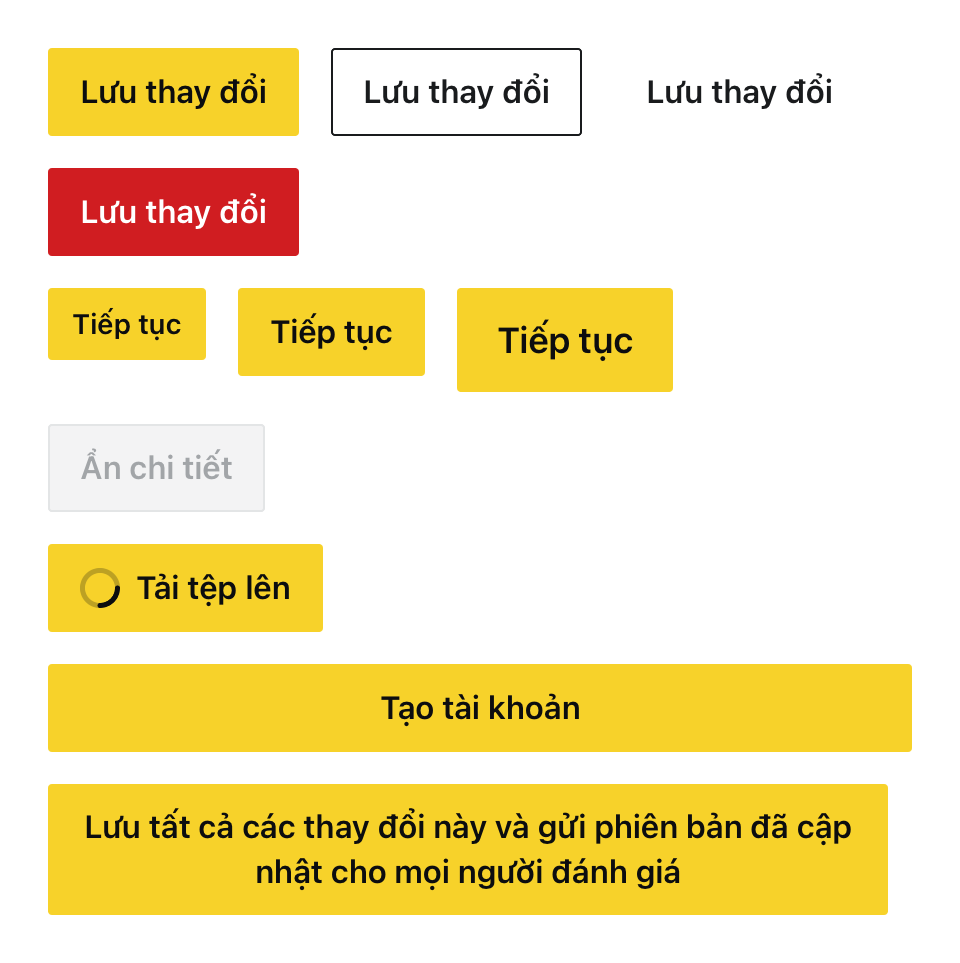 Lưu thay đổi
Lưu thay đổi
Lưu thay đổi
Lưu thay đổi
Tiếp tục
Tiếp tục
Tiếp tục
Ẩn chi tiết
Tải tệp lên
Tạo tài khoản
Lưu tất cả các thay đổi này và gửi phiên bản đã cập
nhật cho mọi người đánh giá